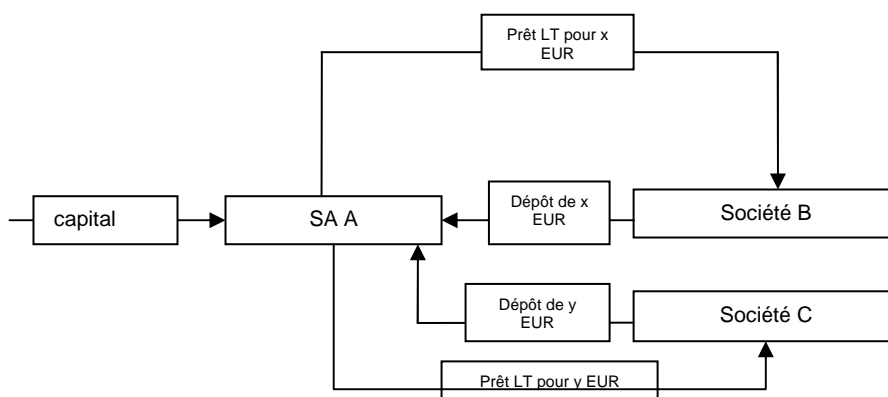 Prêt LT pour x
EUR
capital
SA A
Dépôt de x
EUR
Société B
Dépôt de y
EUR
Société C
Prêt LT pour y EUR